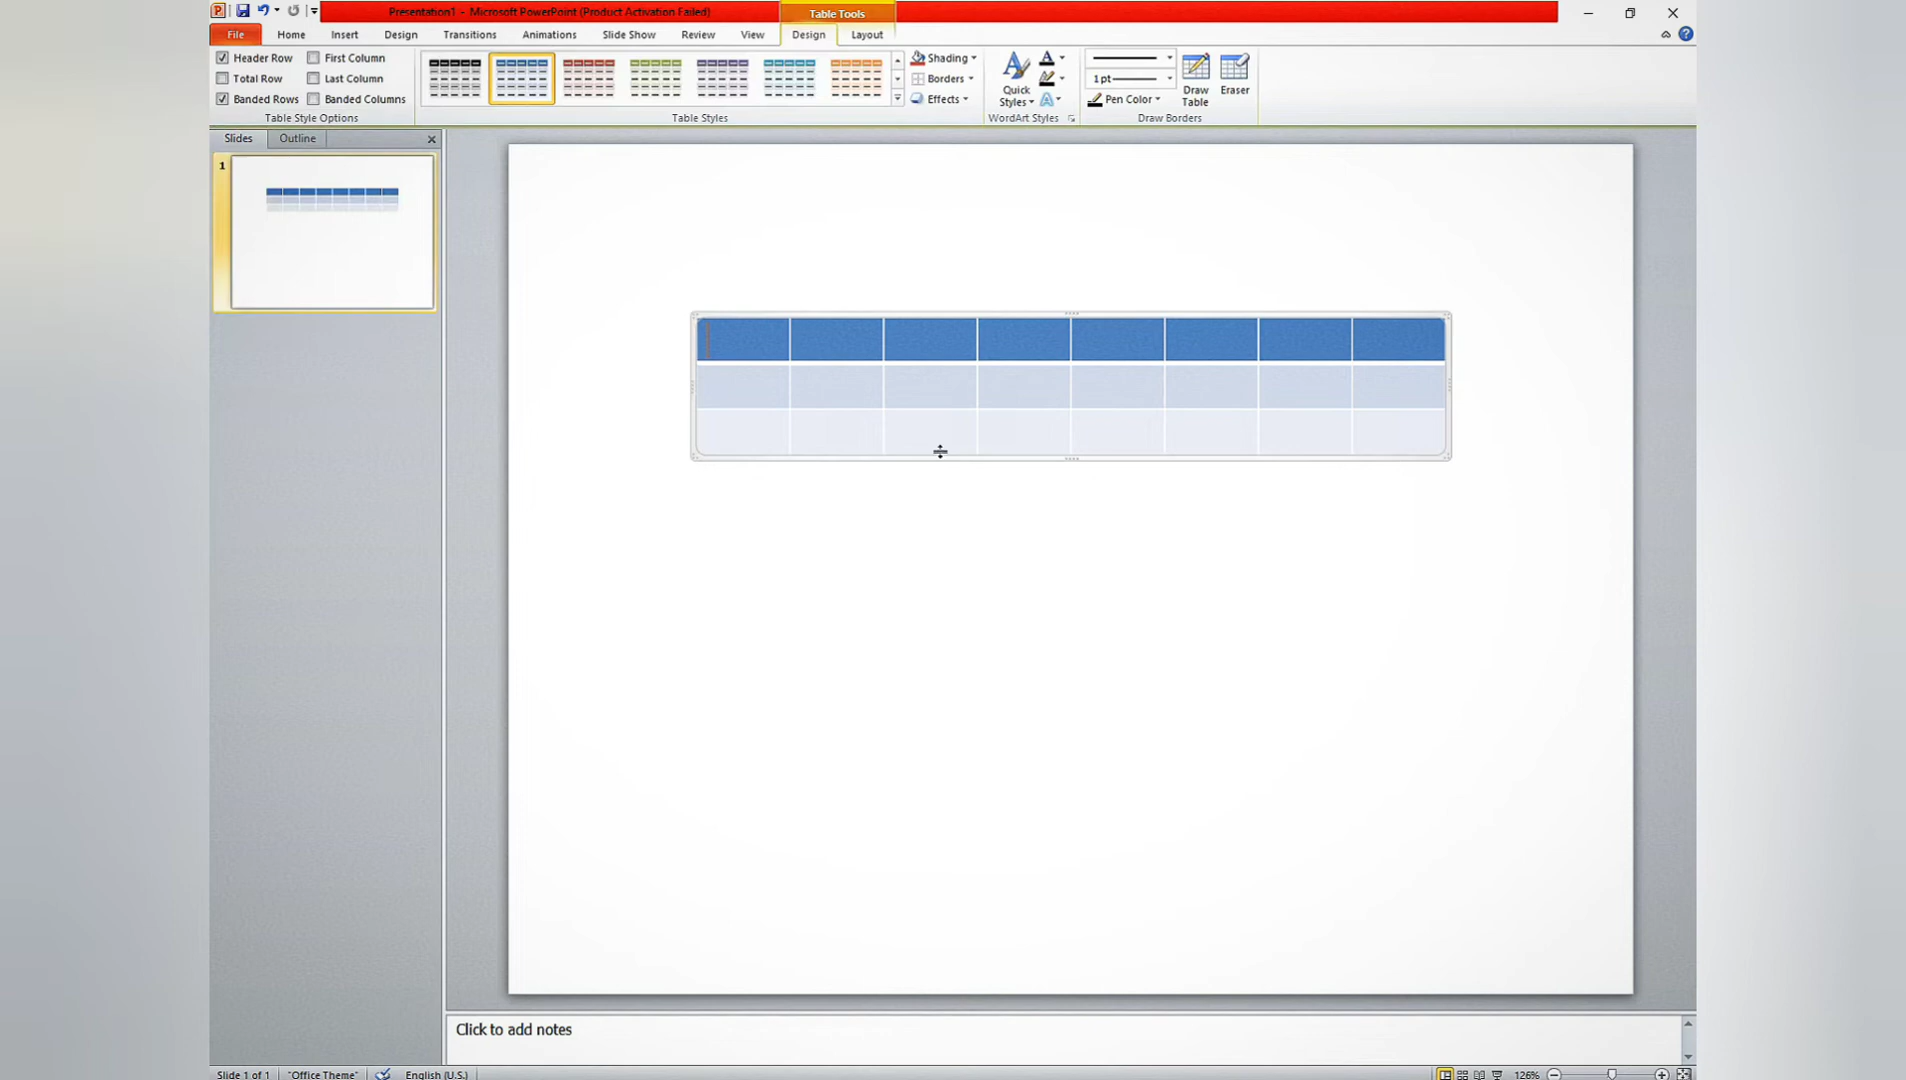 Presentation1 - Microsoft PowerPoint (Product Activation Failed)
Table Tools
File
Home
Insert
Design
Transitions
Animations
Slide Show
Review
View
Design
Layout
Header Row
First Column
Total Row
Last Column
Banded Rows
Banded Columns
Table Style Options
Shading
Borders
Effects
Table Styles
Quick
Styles
WordArt Styles
1 pt
Pen Color
Draw
Table
Eraser
Draw Borders
Slides
Outline
1
Click to add notes
Slide 1 of 1
"Office Theme"
English (U.S.)
126%